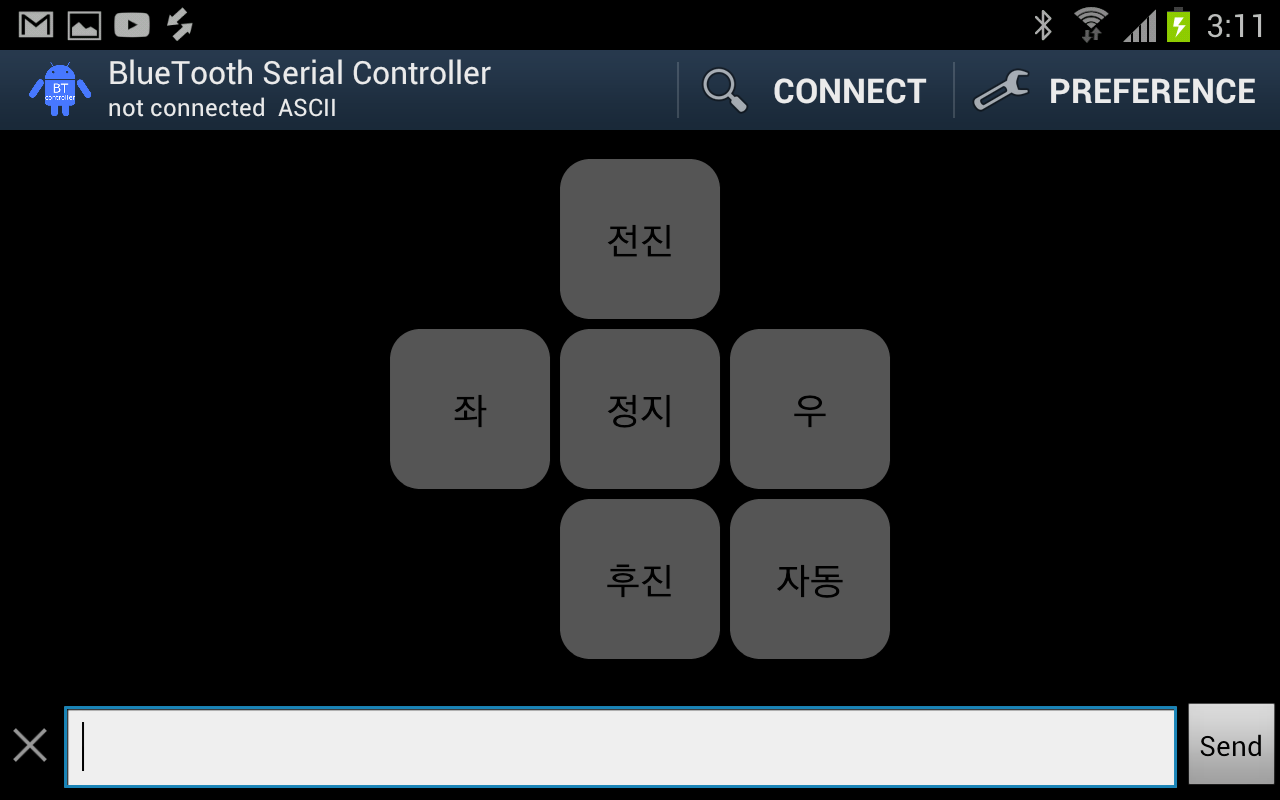 3:11
BT
controller
BlueTooth Serial Controller
not connected ASCII
CONNECT
PREFERENCE
전진
좌 정지 우
후진 자동
Send